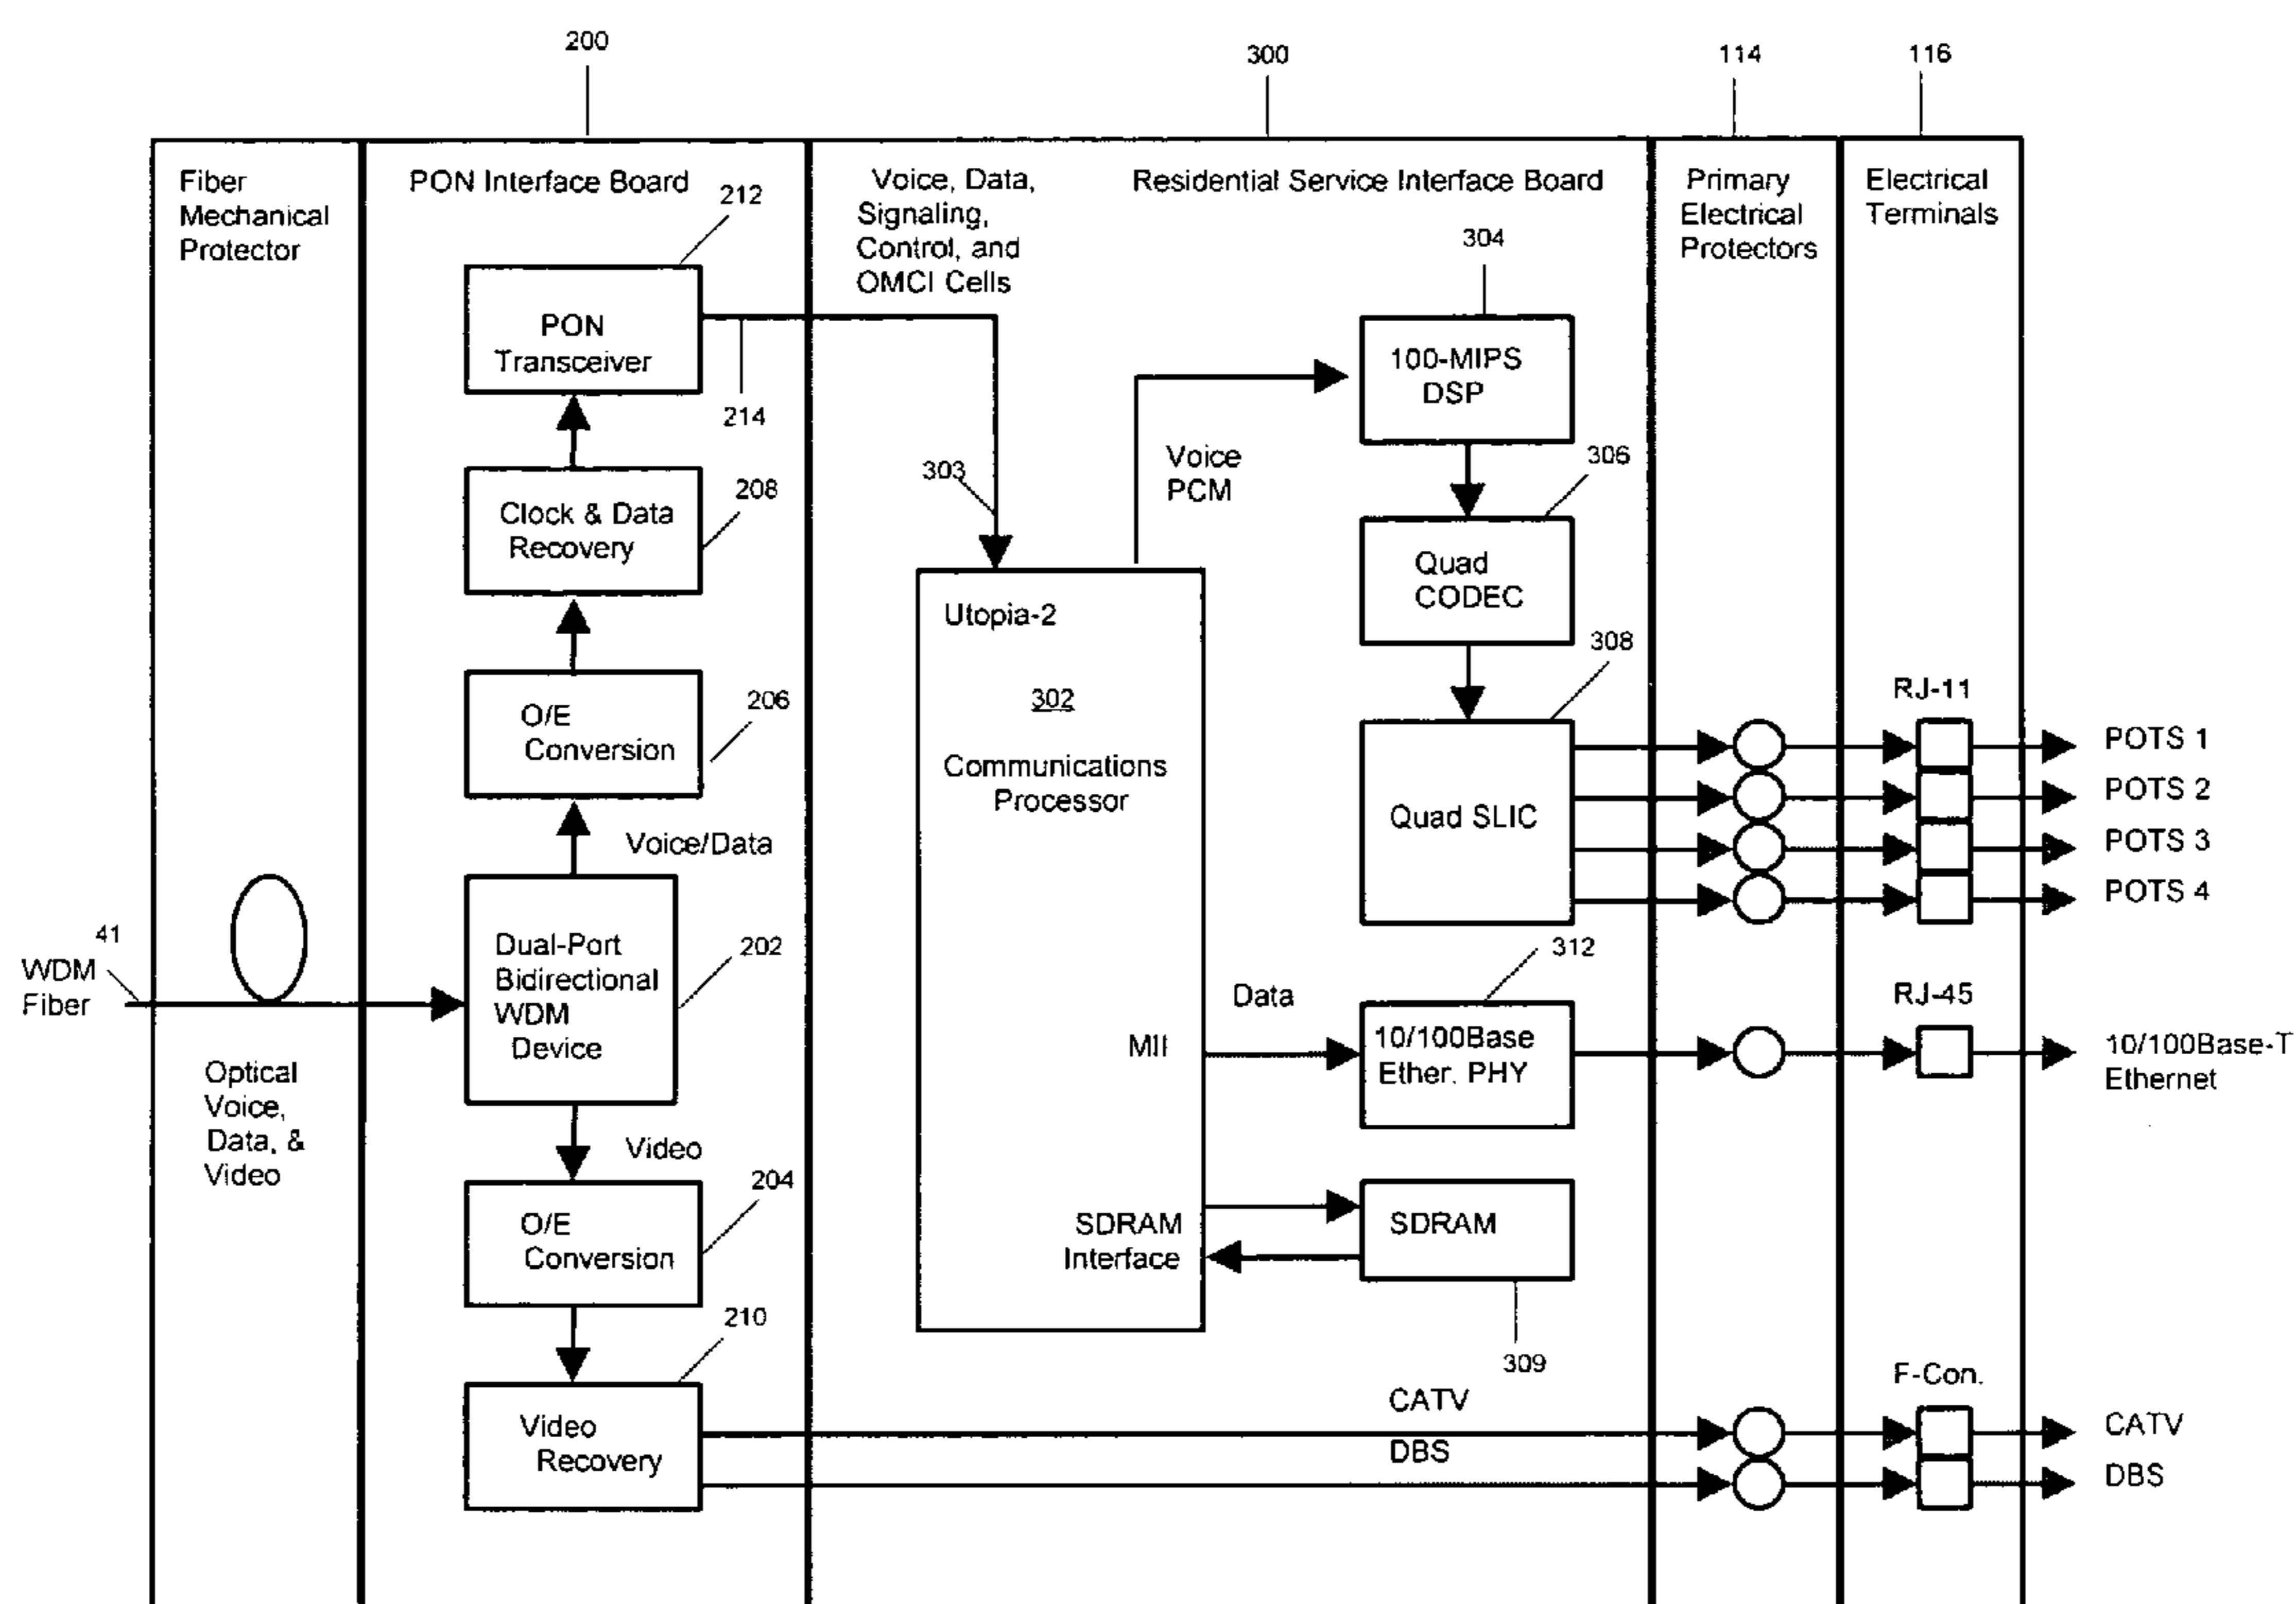 200
300
114
116
Fiber
Mechanical
Protector
PON Interface Board
212
Voice, Data,
Signaling,
Control, and
OMCI Cells
Residential Service Interface Board
304
Primary
Electrical
Protectors
Electrical
Terminals
PON
Transceiver
214
100-MIPS
DSP
303
Voice
PCM
306
Clock & Data
Recovery
208
Quad
CODEC
308
Utopia-2
302
Communications
Processor
O/E
Conversion
206
RJ-11
Quad SLIC
POTS 1
POTS 2
POTS 3
POTS 4
Voice/Data
41
WDM
Fiber
Dual-Port
Bidirectional
WDM
Device
202
312
Data
MII
10/100Base
Ether. PHY
RJ-45
10/100Base-T
Ethernet
Optical
Voice,
Data, &
Video
Video
204
O/E
Conversion
SDRAM
Interface
SDRAM
309
210
Video
Recovery
CATV
DBS
F-Con.
CATV
DBS